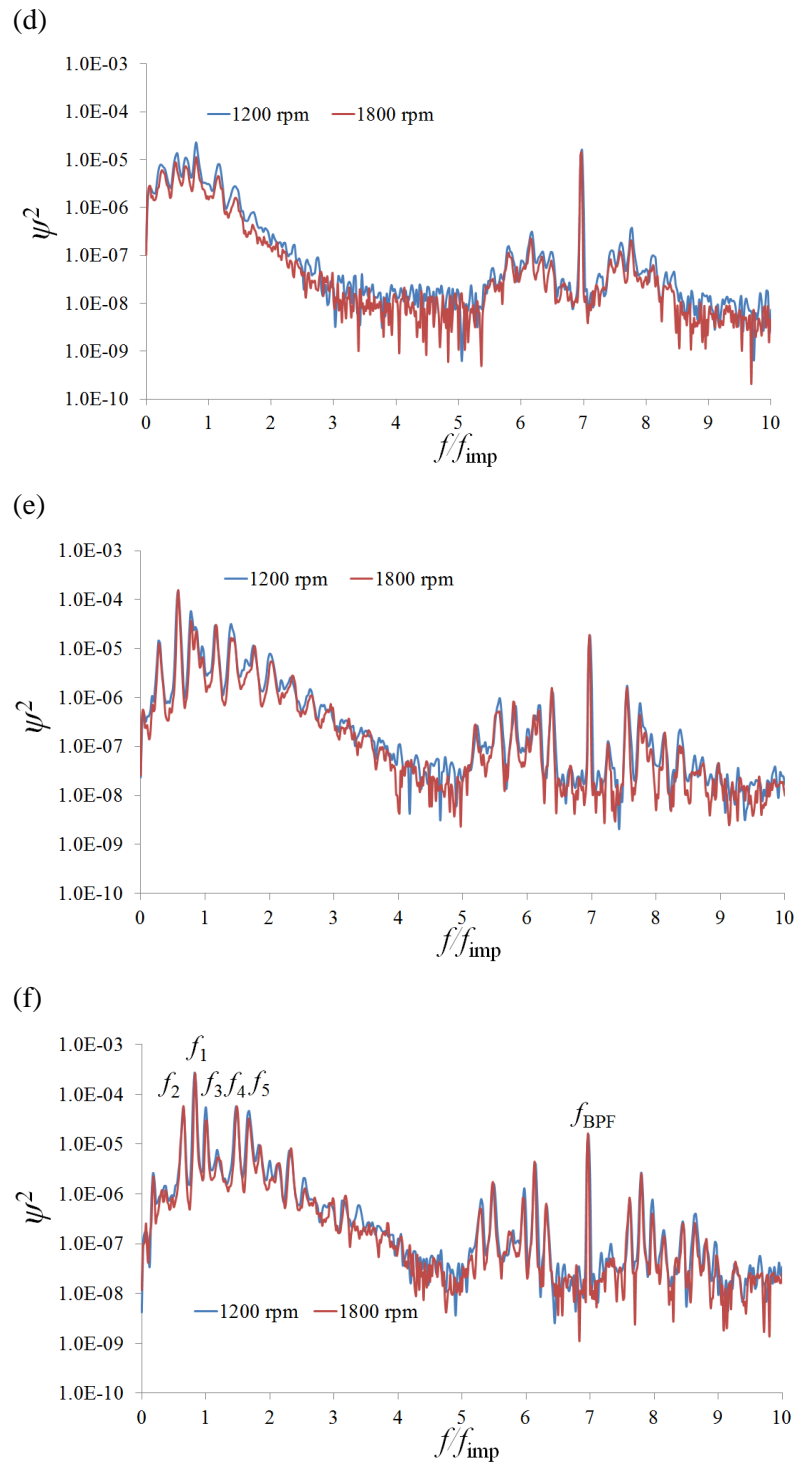 (d)
1.0E-03
1.0E-04
1.0E-05
1.0E-06
1.0E-07
1.0E-08
1.0E-09
1.0E-10
ψ²
1200 rpm 1800 rpm
0 1 2 3 4 5 6 7 8 9 10
f/fimp
(e)
1.0E-03
1.0E-04
1.0E-05
1.0E-06
1.0E-07
1.0E-08
1.0E-09
1.0E-10
ψ²
1200 rpm 1800 rpm
0 1 2 3 4 5 6 7 8 9 10
f/fimp
(f)
1.0E-03
1.0E-04
1.0E-05
1.0E-06
1.0E-07
1.0E-08
1.0E-09
1.0E-10
ψ²
f1
f2 f3 f4 f5
fBPF
1200 rpm 1800 rpm
0 1 2 3 4 5 6 7 8 9 10
f/fimp